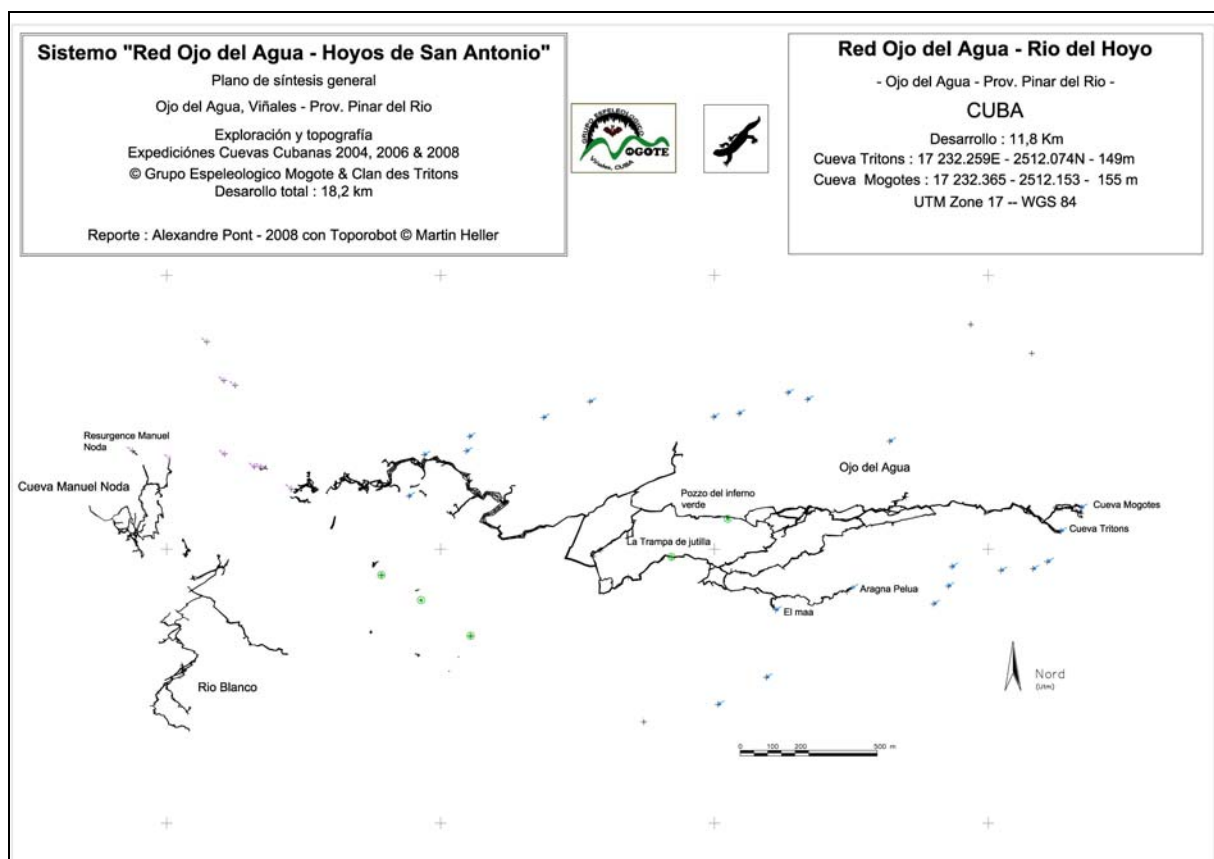 Sistemo "Red Ojo del Agua - Hoyos de San Antonio"
Plano de síntesis general
Ojo del Agua, Viñales - Prov. Pinar del Rio
Exploración y topografía
Expediciónes Cuevas Cubanas 2004, 2006 & 2008
© Grupo Espeleologico Mogote & Clan des Tritons
Desarollo total : 18,2 km
Reporte : Alexandre Pont - 2008 con Toporobot © Martin Heller
GRUPO ESPELEOLOGICO
OGOTE
Viñales, CUBA
Red Ojo del Agua - Rio del Hoyo
- Ojo del Agua - Prov. Pinar del Rio -
CUBA
Desarrollo : 11,8 Km
Cueva Tritons : 17 232.259E - 2512.074N - 149m
Cueva Mogotes : 17 232.365 - 2512.153 - 155 m
UTM Zone 17 -- WGS 84
Resurgence Manuel
Noda
Cueva Manuel Noda
Rio Blanco
Pozzo del inferno
verde
La Trampa de jutilla
Ojo del Agua
Cueva Mogotes
Cueva Tritons
Aragna Pelua
El maa
Nord
(Utm)
0 100 200 500 m